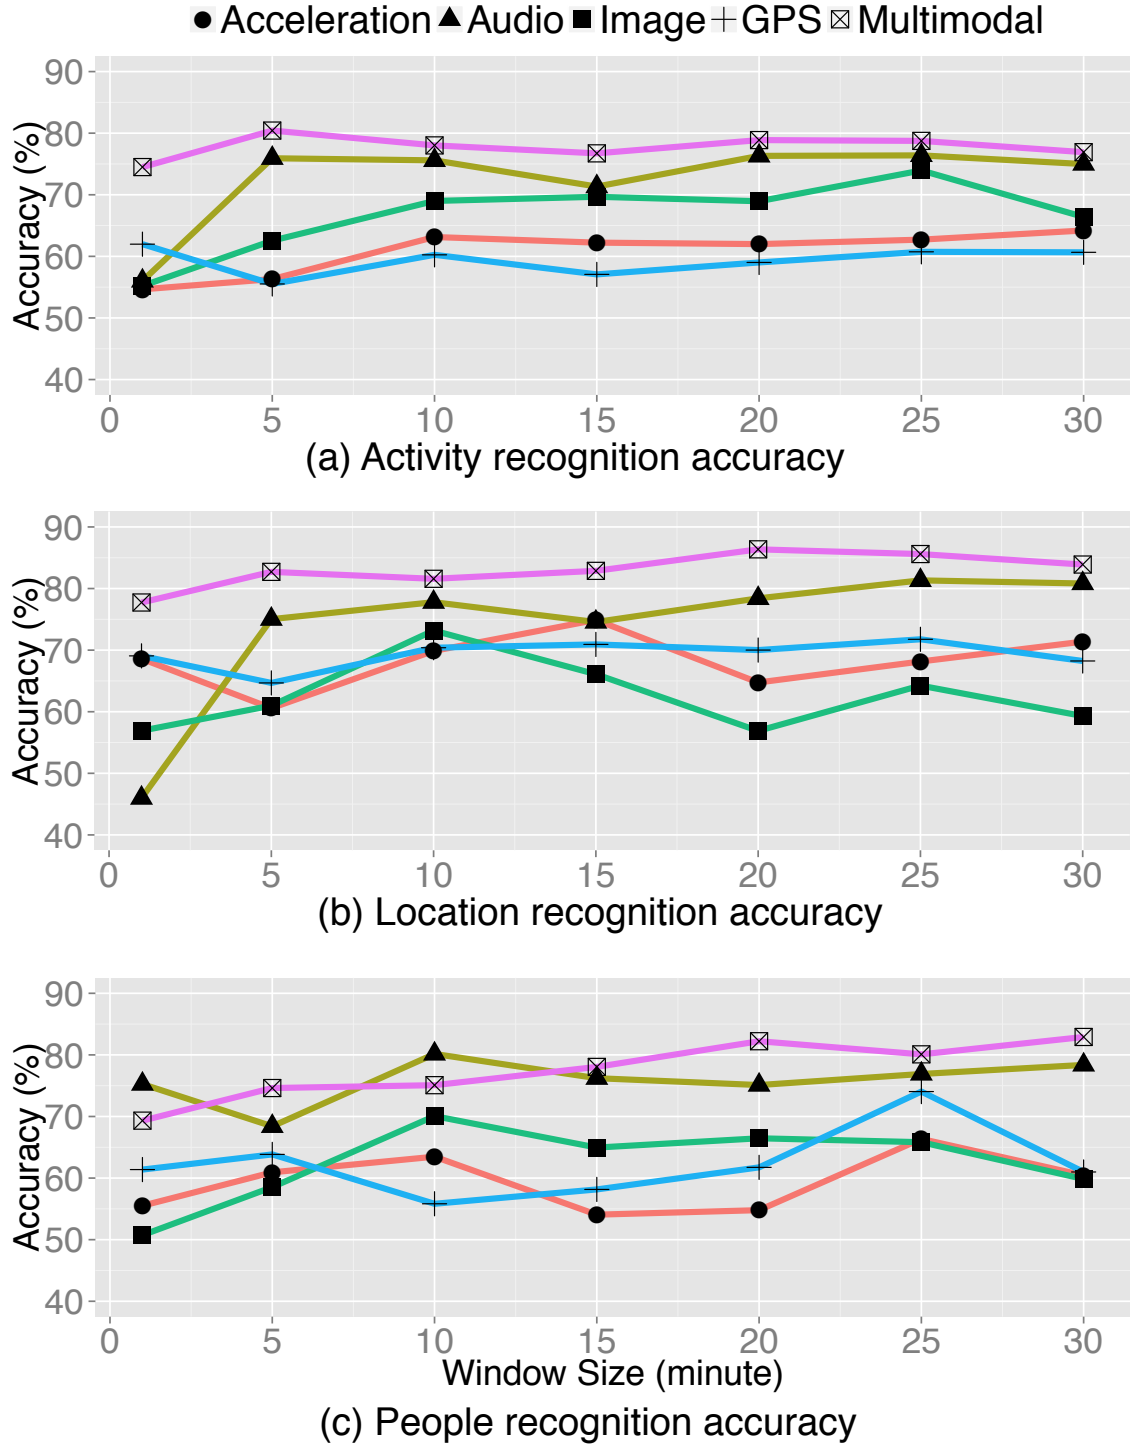 Acceleration Audio Image GPS Multimodal
90
80
70
60
50
40
Accuracy (%)
0 5 10 15 20 25 30
(a) Activity recognition accuracy
90
80
70
60
50
40
Accuracy (%)
0 5 10 15 20 25 30
(b) Location recognition accuracy
90
80
70
60
50
40
Accuracy (%)
0 5 10 15 20 25 30
Window Size (minute)
(c) People recognition accuracy